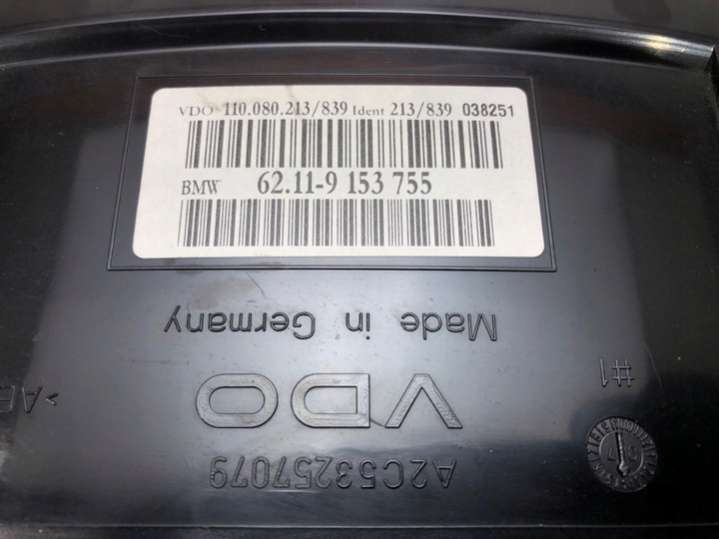 VDO 110.080.213/839 Ident 213/839 038251
BMW 62.11-9 153 755
Made in Germany
#1
VDO
A2C53257079